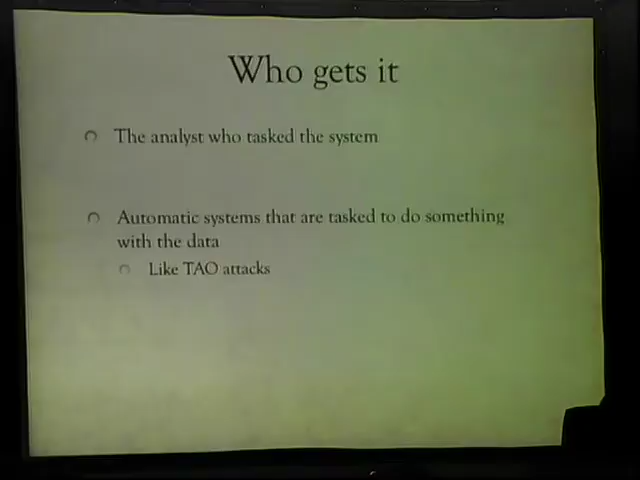 Who gets it
The analyst who tasked the system
Automatic systems that are tasked to do something
with the data
Like TAO attacks